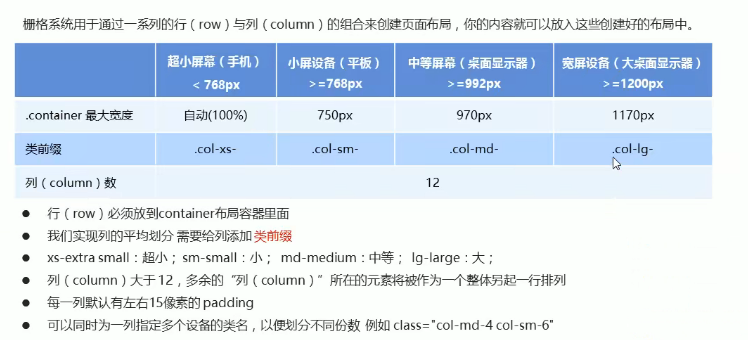 栅格系统用于通过一系列的行（row）与列（column）的组合来创建页面布局，你的内容就可以放入这些创建好的布局中。
超小屏幕（手机） 小屏设备（平板） 中等屏幕（桌面显示器） 宽屏设备（大桌面显示器）
< 768px >=768px >=992px >=1200px
.container 最大宽度 自动(100%) 750px 970px 1170px
类前缀 .col-xs- .col-sm- .col-md- .col-lg-
列（column）数 12
● 行（row）必须放到container布局容器里面
● 我们实现列的平均划分 需要给列添加 类前缀
● xs-extra small：超小； sm-small：小； md-medium：中等； lg-large：大；
● 列（column）大于 12，多余的“列（column）”所在的元素将被作为一个整体另起一行排列
● 每一列默认有左右15像素的 padding
● 可以同时为一列指定多个设备的类名，以便划分不同份数 例如 class="col-md-4 col-sm-6"